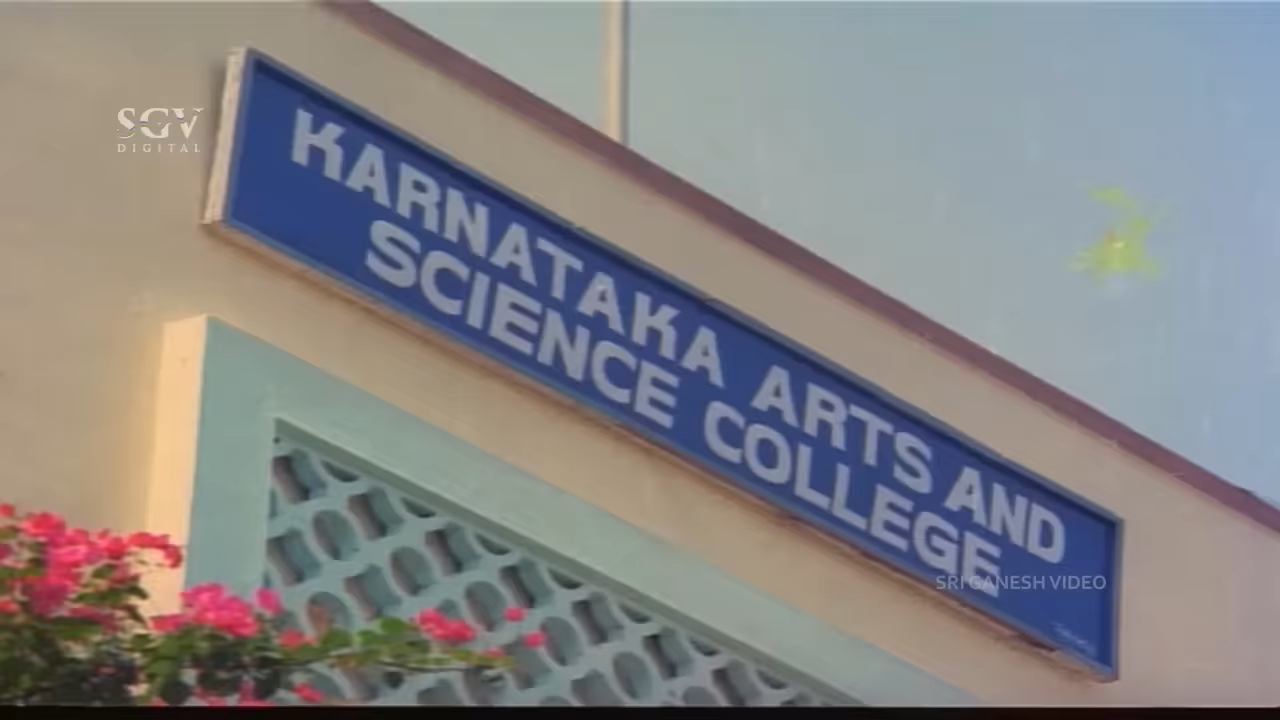 SGV
DIGITAL
KARNATAKA ARTS AND
SCIENCE COLLEGE
SRI GANESH VIDEO